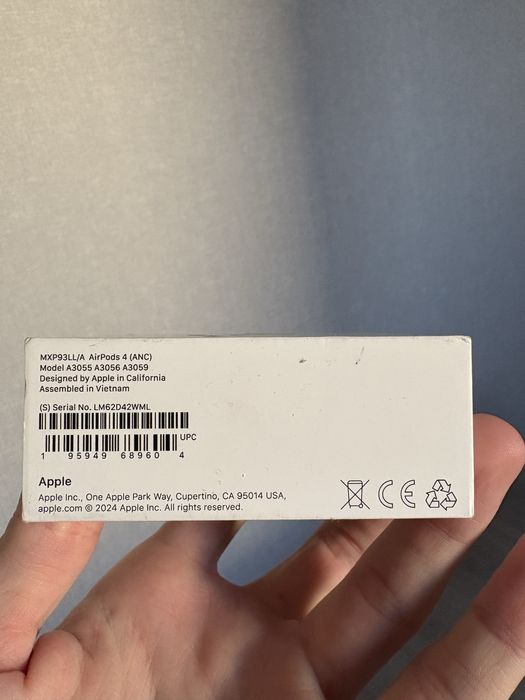 MXP93LL/A AirPods 4 (ANC)
Model A3055 A3056 A3059
Designed by Apple in California
Assembled in Vietnam
(S) Serial No. LM62D42WML
UPC
1 95949 68960 4
Apple
Apple Inc., One Apple Park Way, Cupertino, CA 95014 USA,
apple.com © 2024 Apple Inc. All rights reserved.
CE